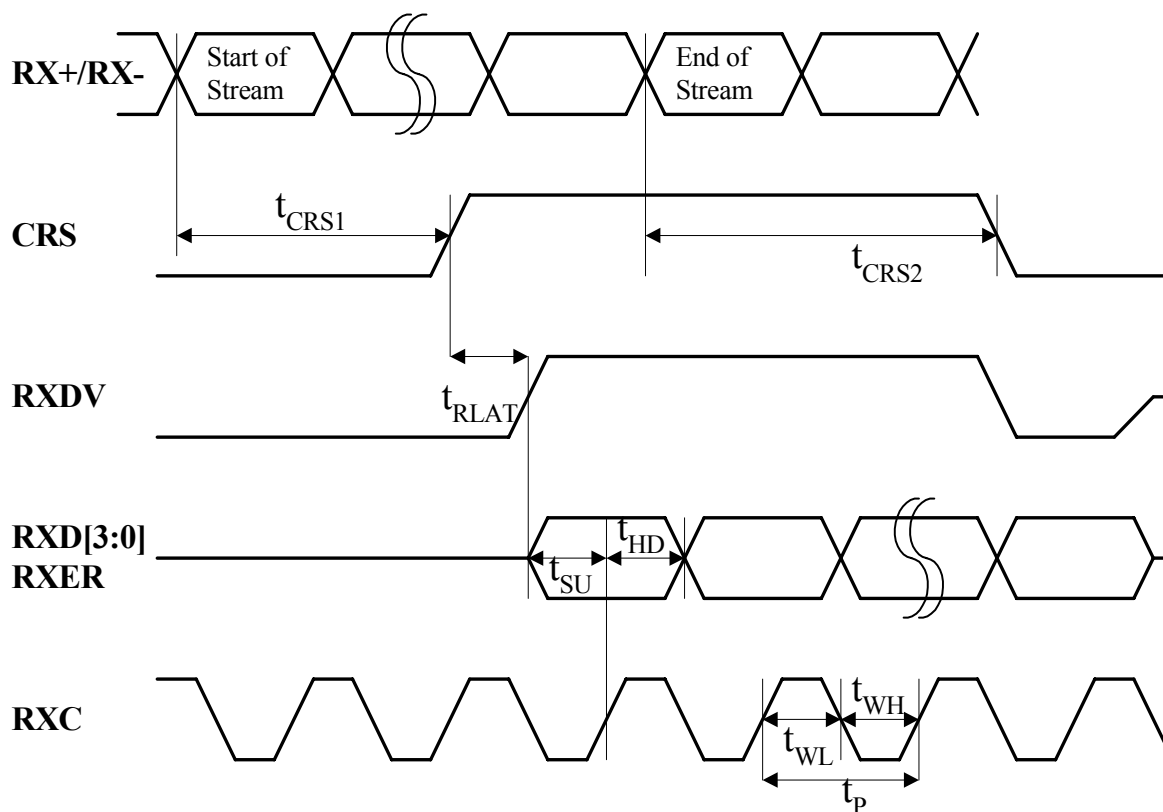 RX+/RX-
Start of
Stream
End of
Stream
CRS
tCRS1
tCRS2
RXDV
tRLAT
RXD[3:0]
RXER
tSU
tHD
RXC
tWL
tWH
tP